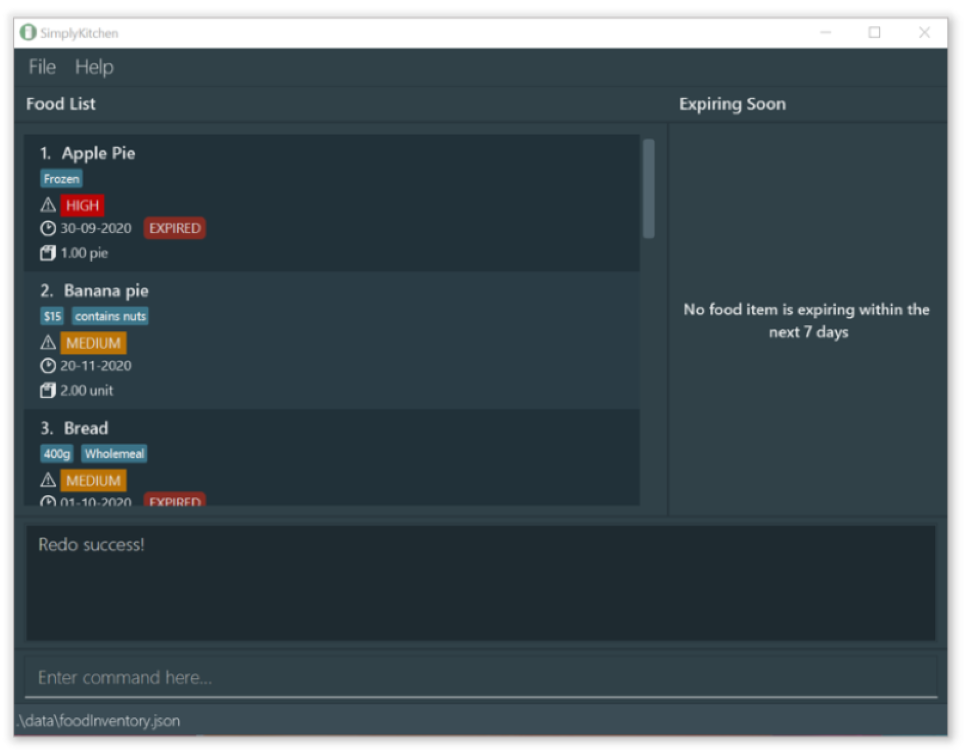 SimplyKitchen
File Help
Food List
1. Apple Pie
Frozen
HIGH
30-09-2020 EXPIRED
1.00 pie
2. Banana pie
$15 contains nuts
MEDIUM
20-11-2020
2.00 unit
3. Bread
400g Wholemeal
MEDIUM
01-10-2020 EXPIRED
Expiring Soon
No food item is expiring within the
next 7 days
Redo success!
Enter command here...
.\data\foodInventory.json